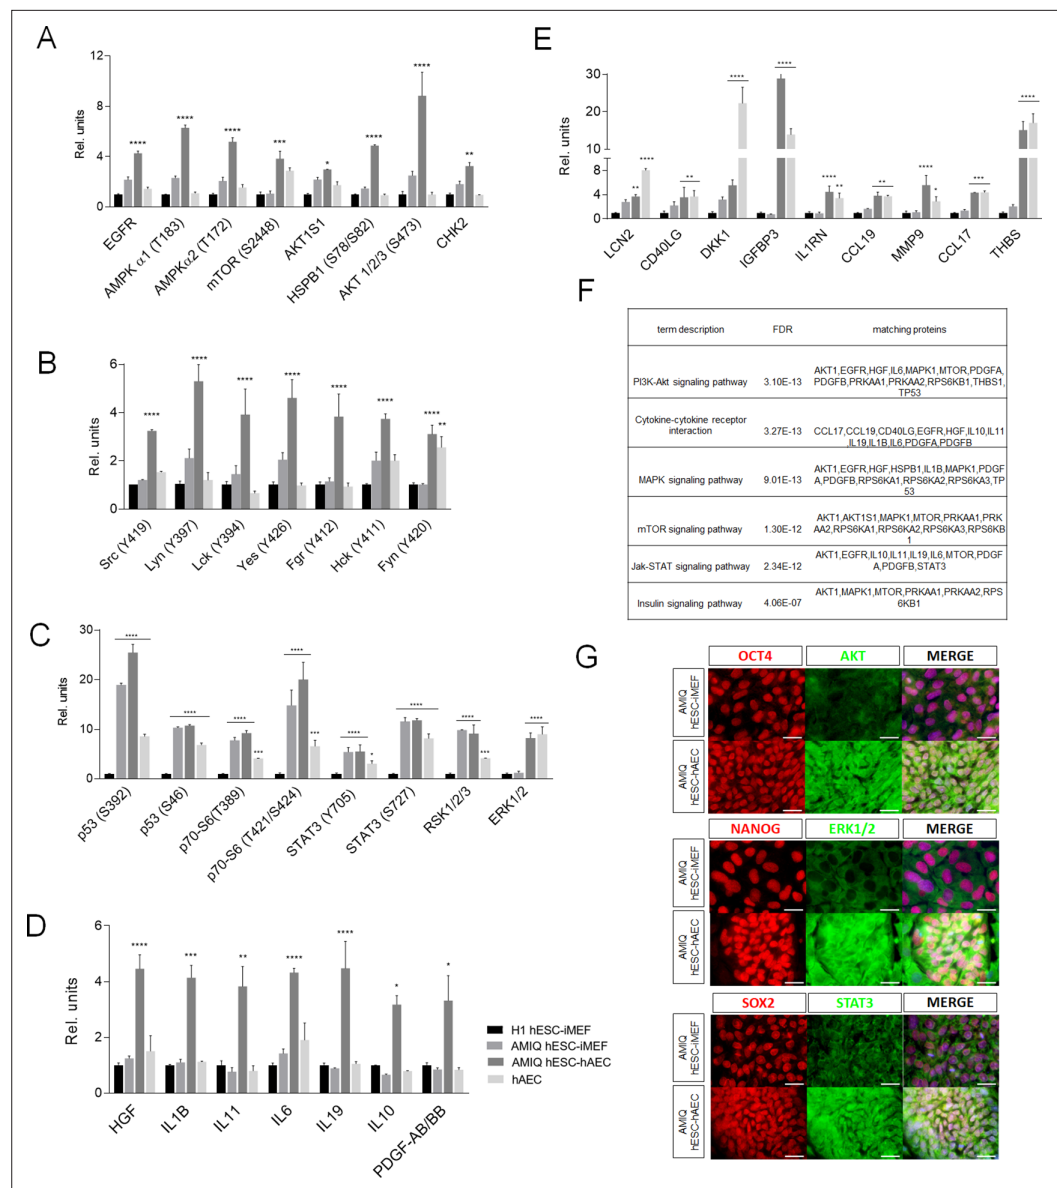 A
12
8
4
0
Rel. units
****
****
****
***
*
****
****
**
EGFR
AMPK α1 (T183)
AMPKα2 (T172)
mTOR (S2448)
AKT1S1
HSPB1 (S78/S82)
AKT 1/2/3 (S473)
CHK2
B
6
4
2
0
Rel. units
****
****
****
****
****
****
****
**
Src (Y419)
Lyn (Y397)
Lck (Y394)
Yes (Y426)
Fgr (Y412)
Hck (Y411)
Fyn (Y420)
C
30
20
10
0
Rel. units
****
****
****
***
****
***
****
*
****
****
***
****
p53 (S392)
p53 (S46)
p70-S6(T389)
p70-S6 (T421/S424)
STAT3 (Y705)
STAT3 (S727)
RSK1/2/3
ERK1/2
D
6
4
2
0
Rel. units
****
***
**
****
****
*
*
HGF
IL1B
IL11
IL6
IL19
IL10
PDGF-AB/BB
H1 hESC-iMEF
AMIQ hESC-iMEF
AMIQ hESC-hAEC
hAEC
E
30
20
10
8
4
0
Rel. units
**
****
**
****
****
****
**
**
****
*
***
****
LCN2
CD40LG
DKK1
IGFBP3
IL1RN
CCL19
MMP9
CCL17
THBS
F
term description FDR matching proteins
PI3K-Akt signaling pathway 3.10E-13
AKT1,EGFR,HGF,IL6,MAPK1,MTOR,PDGFA,
PDGFB,PRKAA1,PRKAA2,RPS6KB1,THBS1,
TP53
Cytokine-cytokine receptor
interaction
3.27E-13
CCL17,CCL19,CD40LG,EGFR,HGF,IL10,IL11
,IL19,IL1B,IL6,PDGFA,PDGFB
MAPK signaling pathway 9.01E-13
AKT1,EGFR,HGF,HSPB1,IL1B,MAPK1,PDGF
A,PDGFB,RPS6KA1,RPS6KA2,RPS6KA3,TP
53
mTOR signaling pathway 1.30E-12
AKT1,AKT1S1,MAPK1,MTOR,PRKAA1,PRK
AA2,RPS6KA1,RPS6KA2,RPS6KA3,RPS6KB
1
Jak-STAT signaling pathway 2.34E-12
AKT1,EGFR,IL10,IL11,IL19,IL6,MTOR,PDGF
A,PDGFB,STAT3
Insulin signaling pathway 4.06E-07
AKT1,MAPK1,MTOR,PRKAA1,PRKAA2,RPS
6KB1
G
OCT4 AKT MERGE
AMIQ
hESC-iMEF
AMIQ
hESC-hAEC
NANOG ERK1/2 MERGE
AMIQ
hESC-iMEF
AMIQ
hESC-hAEC
SOX2 STAT3 MERGE
AMIQ
hESC-iMEF
AMIQ
hESC-hAEC